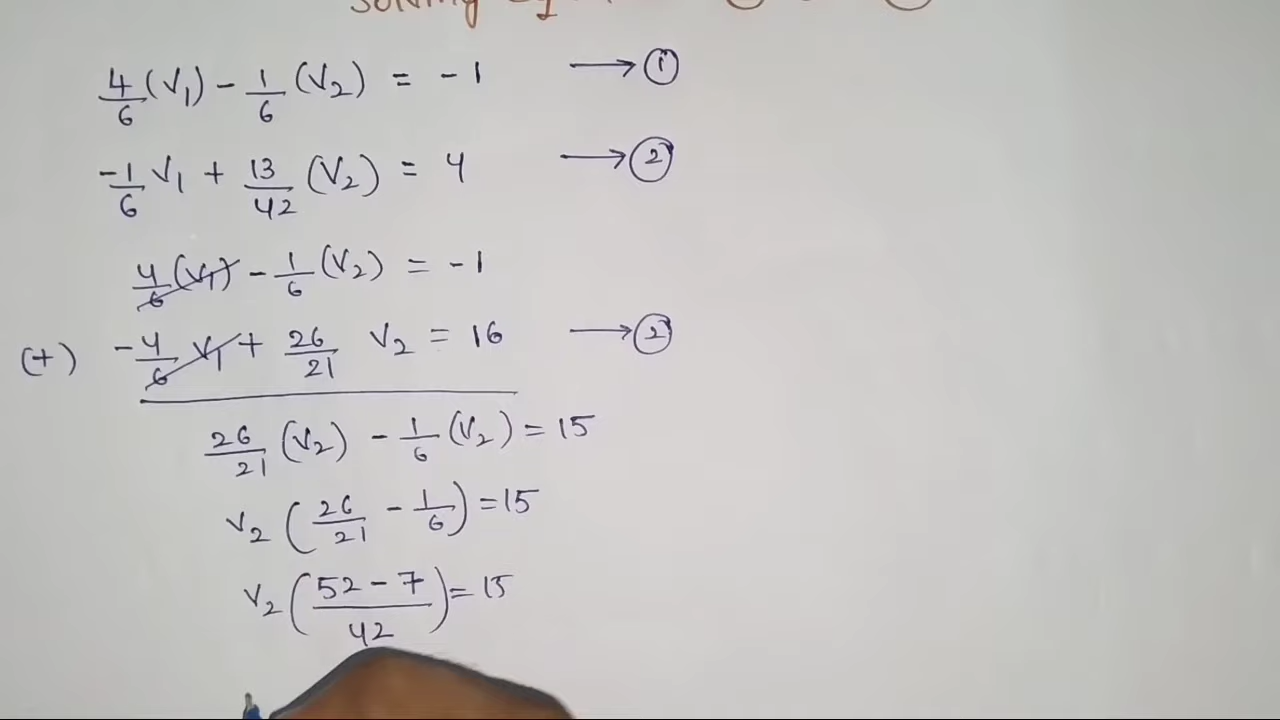 solving
4/6 (V₁) - 1/6 (V₂) = -1 → ①
-1/6 V₁ + 13/42 (V₂) = 4 → ②
4/6 (V₁) - 1/6 (V₂) = -1
(+) -4/6 V₁ + 26/21 V₂ = 16 → ②
26/21 (V₂) - 1/6 (V₂) = 15
V₂ (26/21 - 1/6) = 15
V₂ (52 - 7 / 42) = 15